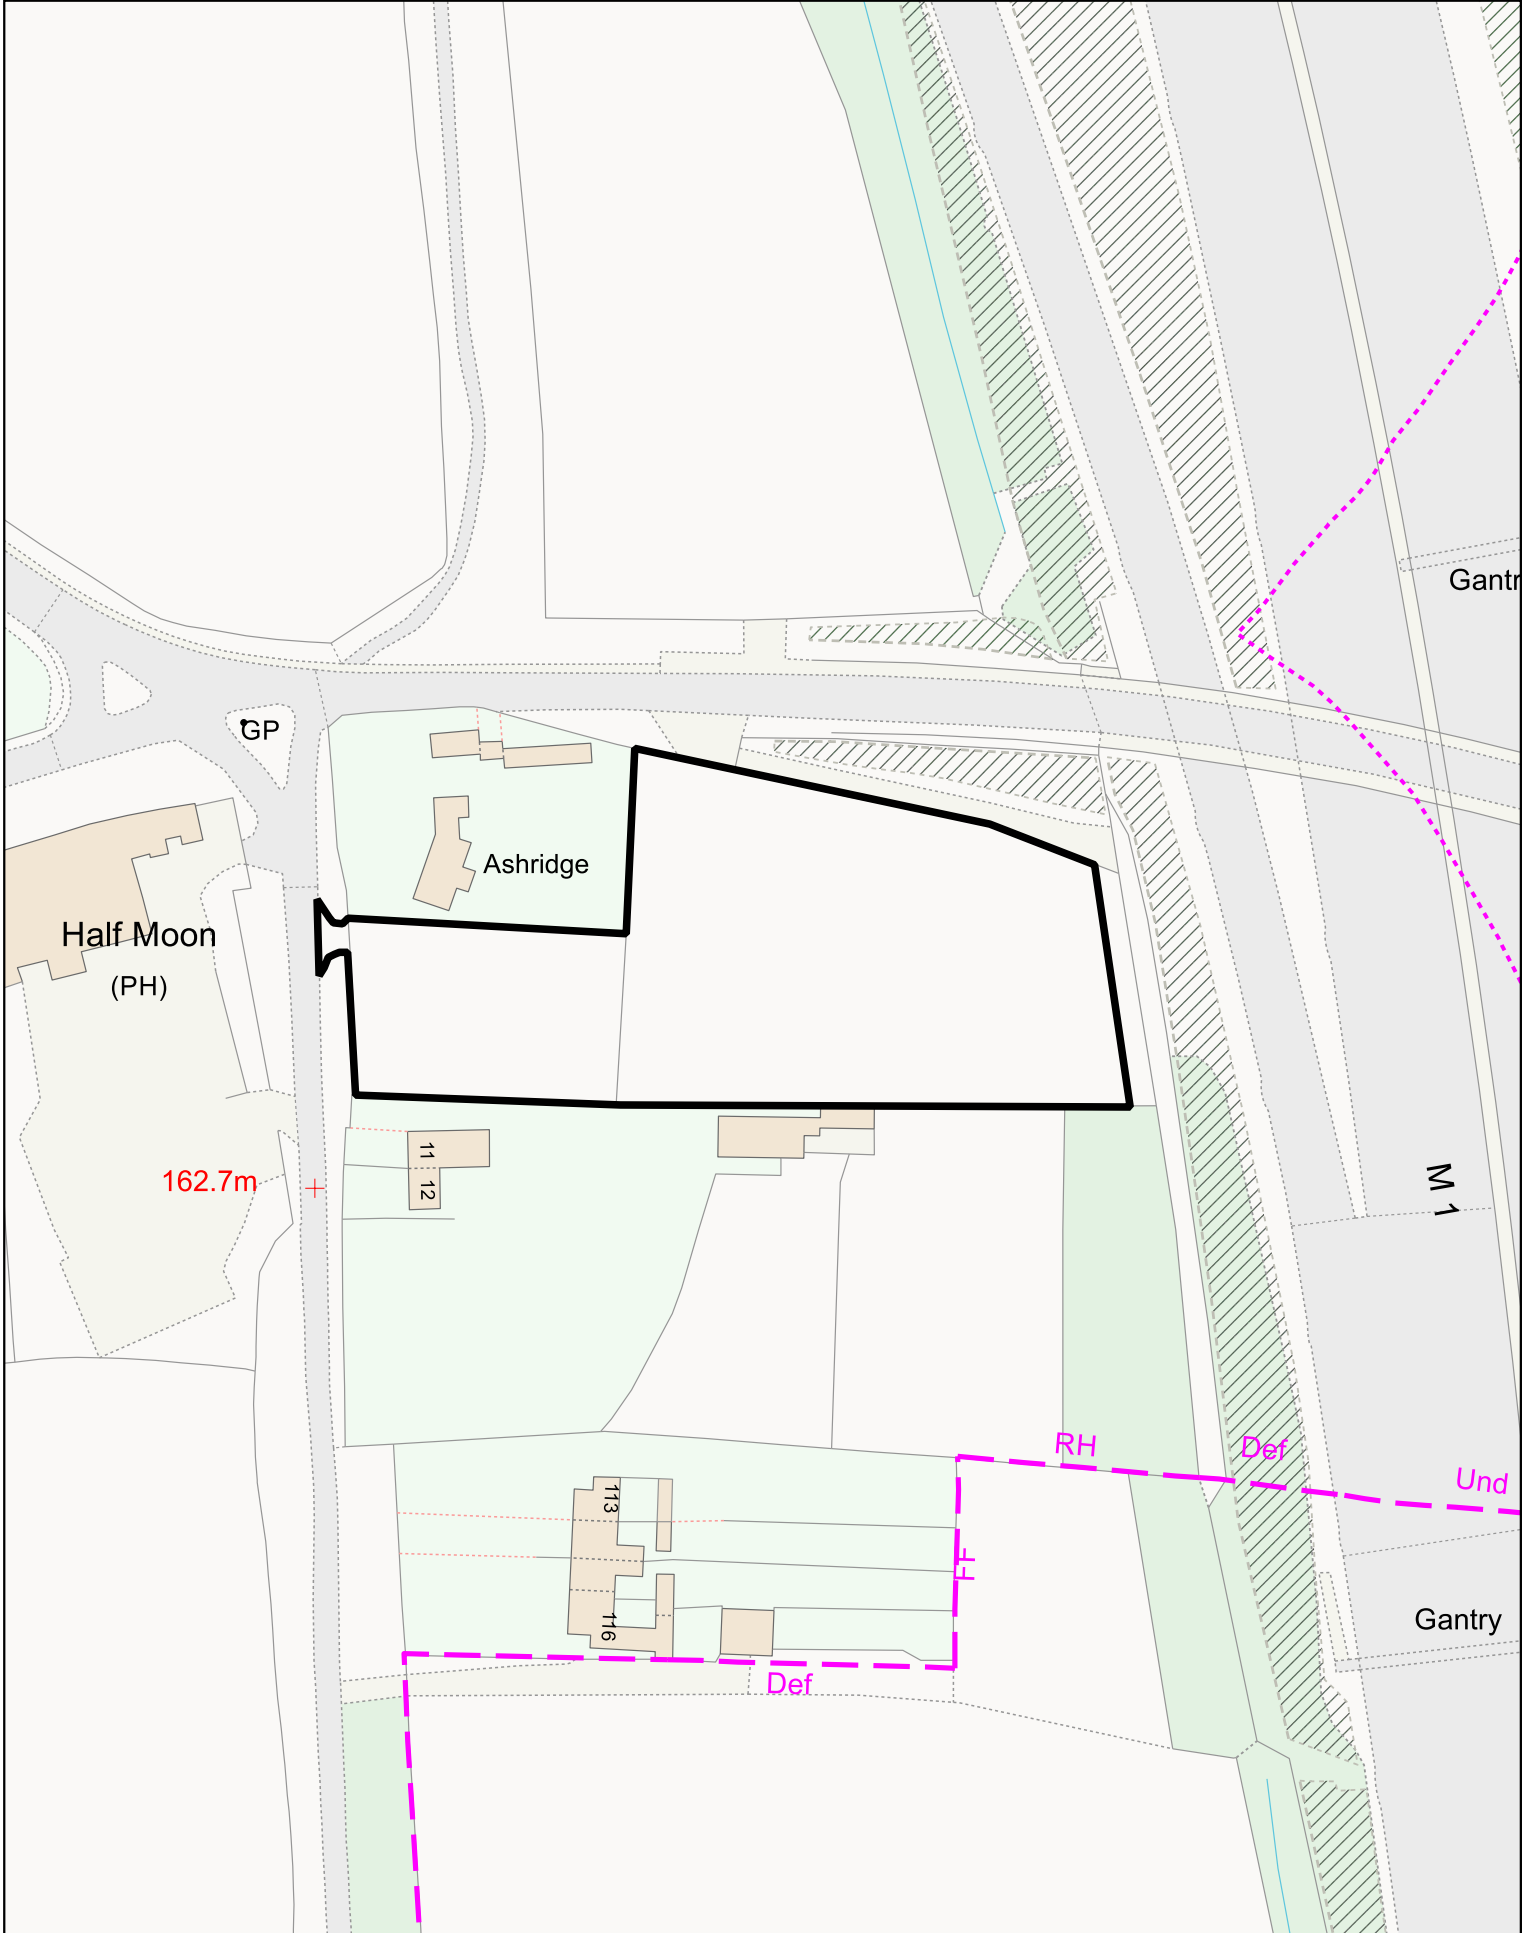 Gantr
GP
Ashridge
Half Moon
(PH)
11
12
162.7m
M 1
RH
Def
Und
113
FF
116
Gantry
Def